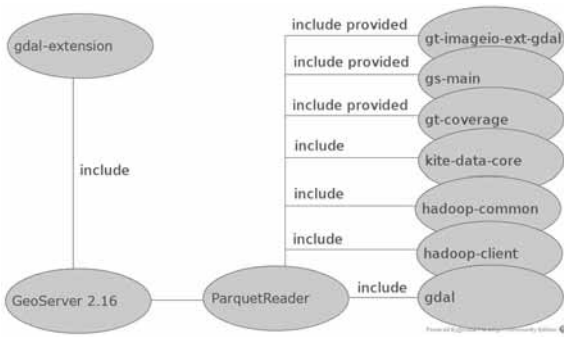 gdal-extension
include
GeoServer 2.16
ParquetReader
include provided
gt-imageio-ext-gdal
include provided
gs-main
include provided
gt-coverage
include
kite-data-core
include
hadoop-common
include
hadoop-client
include
gdal